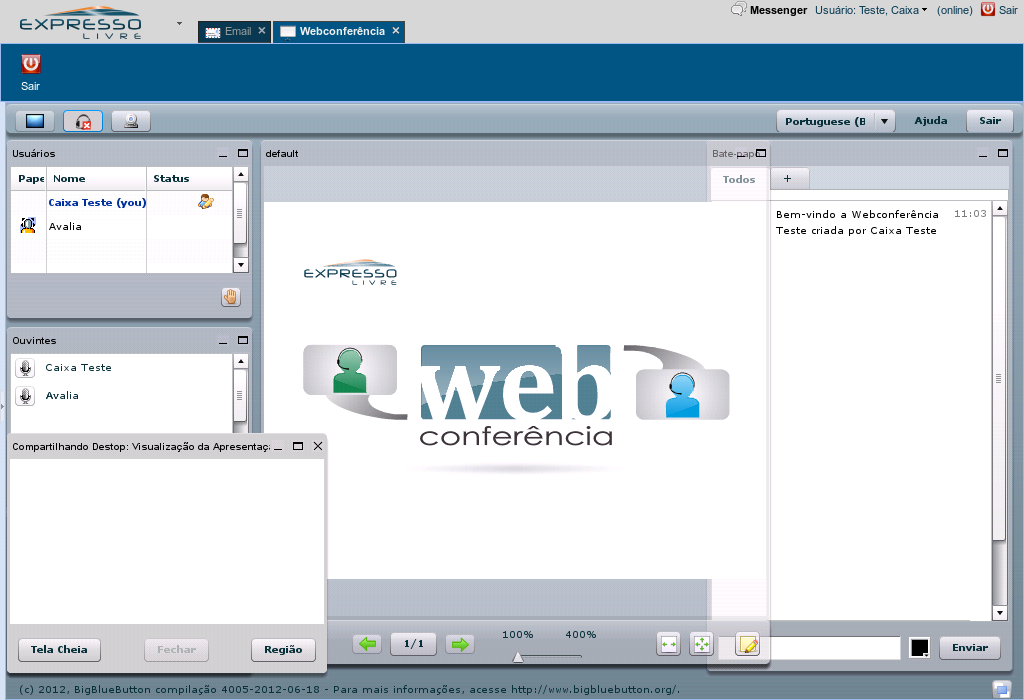 EXPRESSO
LIVRE
Email
Webconferência
Messenger
Usuário: Teste, Caixa
(online)
Sair
Sair
Portuguese (B
Ajuda
Sair
Usuários
Pape
Nome
Status
Caixa Teste (you)
Avalia
Ouvintes
Caixa Teste
Avalia
default
EXPRESSO
LIVRE
web
conferência
Bate-papo
Todos
+
Bem-vindo a Webconferência
Teste criada por Caixa Teste
11:03
Compartilhando Destop: Visualização da Apresentaç
Tela Cheia
Fechar
Região
1/1
100%
400%
Enviar
(c) 2012, BigBlueButton compilação 4005-2012-06-18 - Para mais informações, acesse http://www.bigbluebutton.org/.